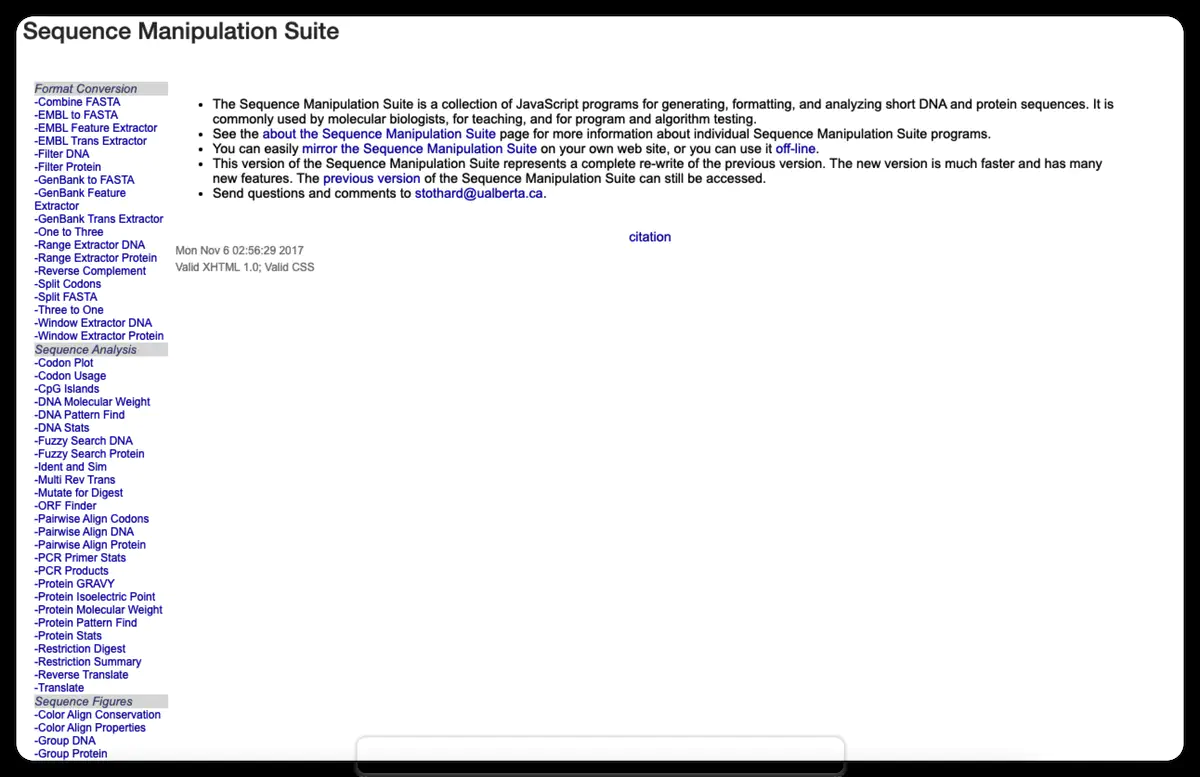 Sequence Manipulation Suite
Format Conversion
-Combine FASTA
-EMBL to FASTA
-EMBL Feature Extractor
-EMBL Trans Extractor
-Filter DNA
-Filter Protein
-GenBank to FASTA
-GenBank Feature
Extractor
-GenBank Trans Extractor
-One to Three
-Range Extractor DNA
-Range Extractor Protein
-Reverse Complement
-Split Codons
-Split FASTA
-Three to One
-Window Extractor DNA
-Window Extractor Protein
Sequence Analysis
-Codon Plot
-Codon Usage
-CpG Islands
-DNA Molecular Weight
-DNA Pattern Find
-DNA Stats
-Fuzzy Search DNA
-Fuzzy Search Protein
-Ident and Sim
-Multi Rev Trans
-Mutate for Digest
-ORF Finder
-Pairwise Align Codons
-Pairwise Align DNA
-Pairwise Align Protein
-PCR Primer Stats
-PCR Products
-Protein GRAVY
-Protein Isoelectric Point
-Protein Molecular Weight
-Protein Pattern Find
-Protein Stats
-Restriction Digest
-Restriction Summary
-Reverse Translate
-Translate
Sequence Figures
-Color Align Conservation
-Color Align Properties
-Group DNA
-Group Protein
• The Sequence Manipulation Suite is a collection of JavaScript programs for generating, formatting, and analyzing short DNA and protein sequences. It is
commonly used by molecular biologists, for teaching, and for program and algorithm testing.
• See the about the Sequence Manipulation Suite page for more information about individual Sequence Manipulation Suite programs.
• You can easily mirror the Sequence Manipulation Suite on your own web site, or you can use it off-line.
• This version of the Sequence Manipulation Suite represents a complete re-write of the previous version. The new version is much faster and has many
new features. The previous version of the Sequence Manipulation Suite can still be accessed.
• Send questions and comments to stothard@ualberta.ca.
citation
Mon Nov 6 02:56:29 2017
Valid XHTML 1.0; Valid CSS